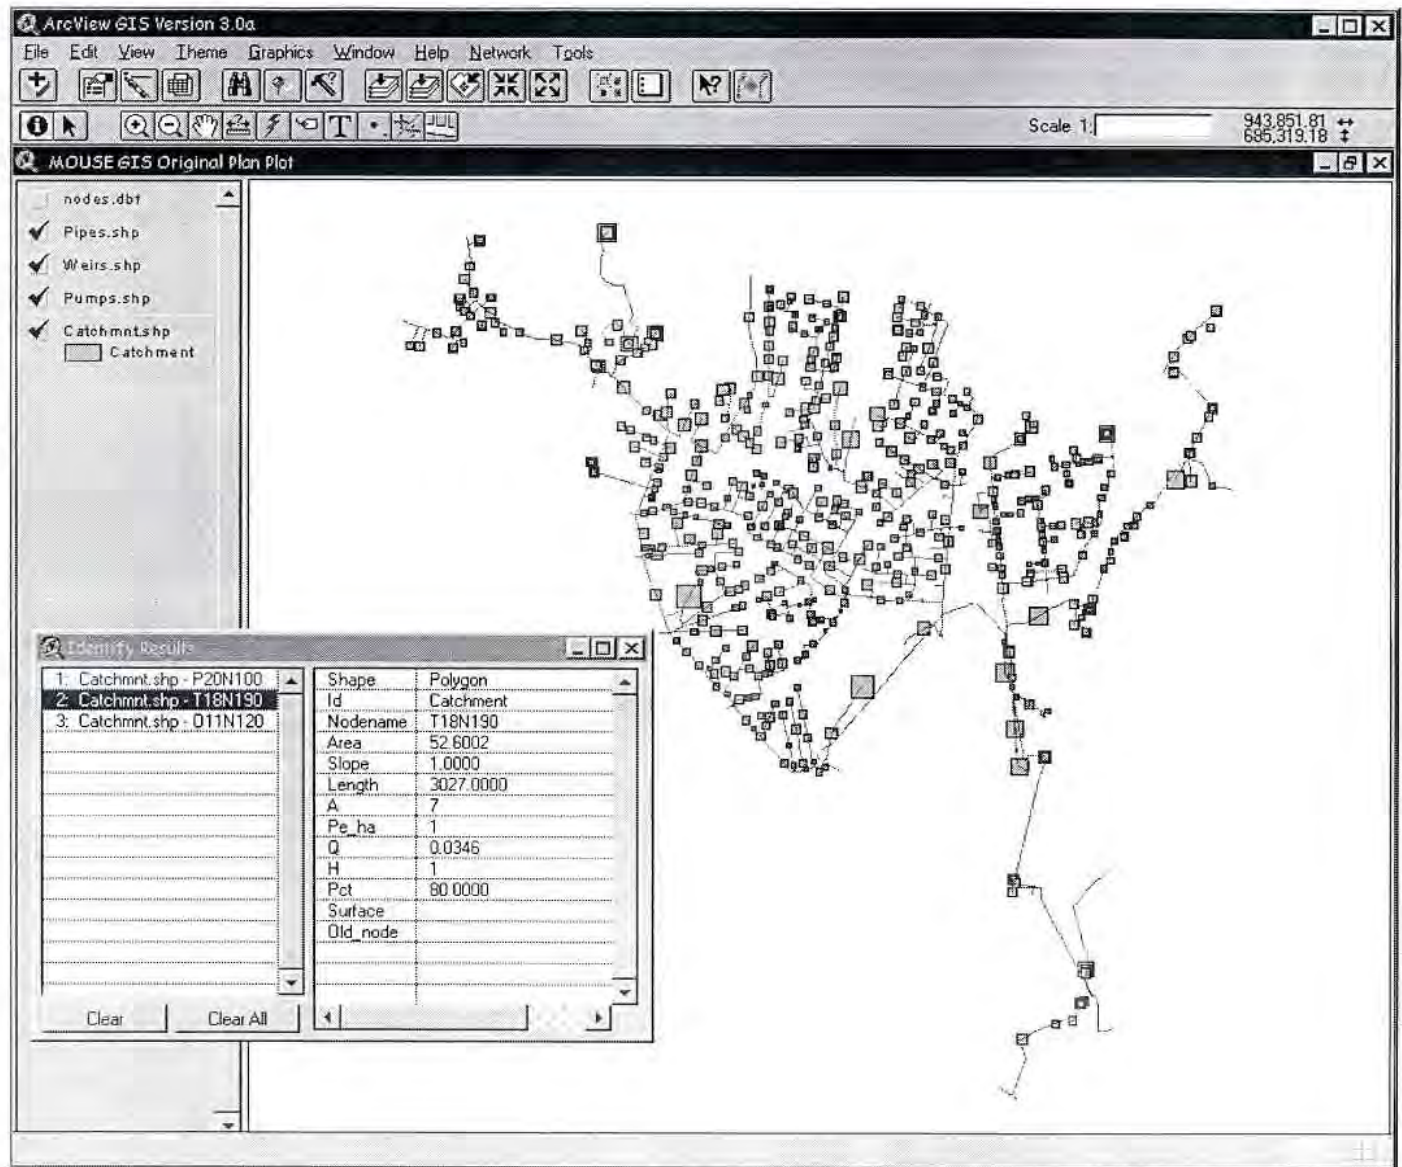 ArcView GIS Version 3.0a
File Edit View Theme Graphics Window Help Network Tools
Scale 1:
943,851.81
685,319.18
MOUSE GIS Original Plan Plot
nodes.dbf
Pipes.shp
Weirs.shp
Pumps.shp
Catchmnt.shp
Catchment
Identify Results
1: Catchmnt.shp - P20N100
2: Catchmnt.shp - T18N190
3: Catchmnt.shp - O11N120
Shape Polygon
Id Catchment
Nodename T18N190
Area 52.6002
Slope 1.0000
Length 3027.0000
A 7
Pe_ha 1
Q 0.0346
H 1
Pct 80.0000
Surface
Old_node
Clear Clear All